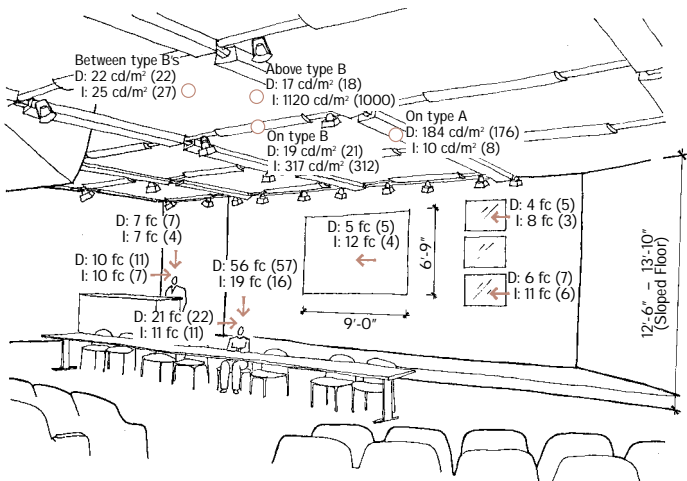 Between type B's
D: 22 cd/m² (22)
I: 25 cd/m² (27)
Above type B
D: 17 cd/m² (18)
I: 1120 cd/m² (1000)
On type B
D: 19 cd/m² (21)
I: 317 cd/m² (312)
On type A
D: 184 cd/m² (176)
I: 10 cd/m² (8)
D: 7 fc (7)
I: 7 fc (4)
D: 10 fc (11)
I: 10 fc (7)
D: 56 fc (57)
I: 19 fc (16)
D: 21 fc (22)
I: 11 fc (11)
D: 5 fc (5)
I: 12 fc (4)
6'-9"
9'-0"
D: 4 fc (5)
I: 8 fc (3)
D: 6 fc (7)
I: 11 fc (6)
12'-6" – 13'-10"
(Sloped Floor)